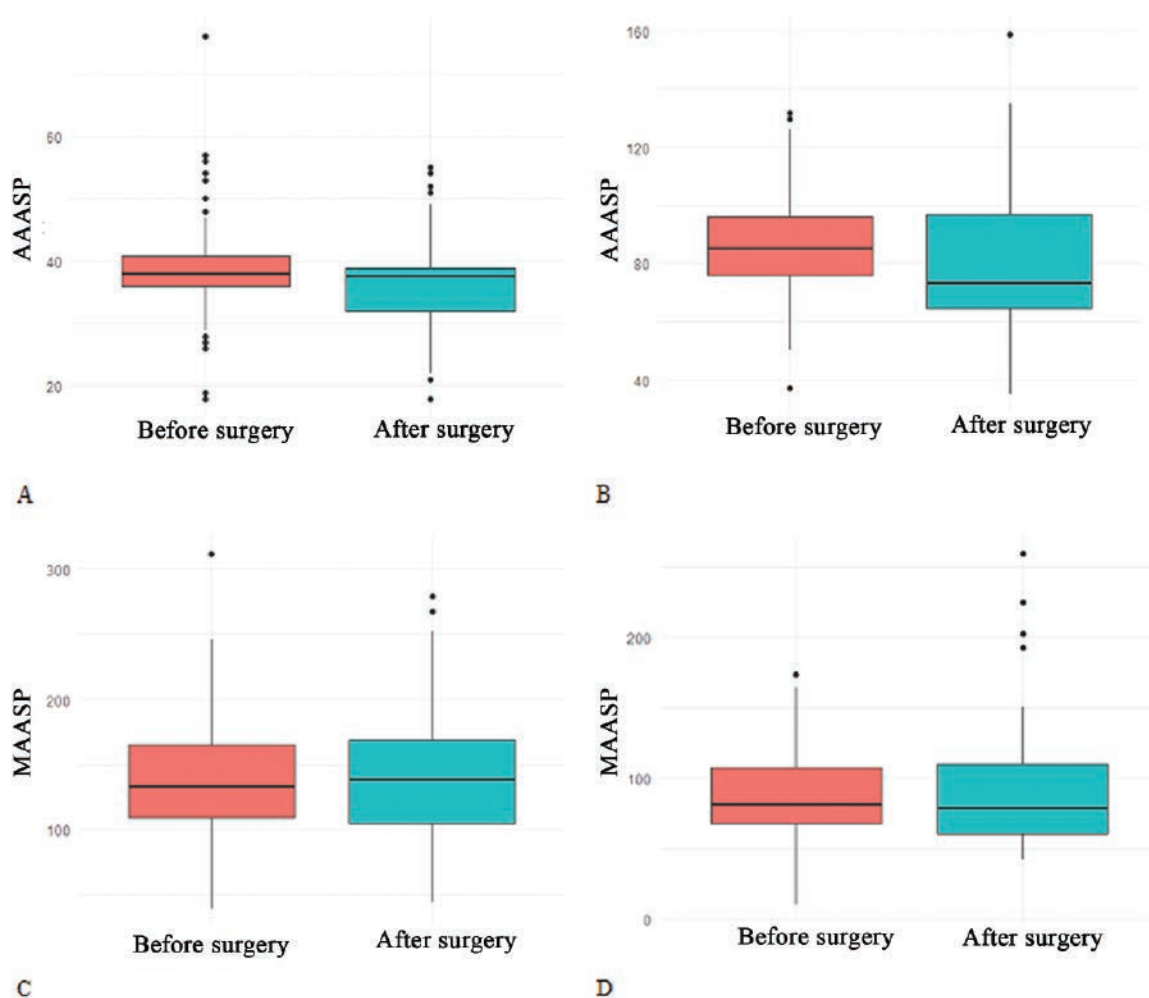 AAASP
60
40
20
Before surgery
After surgery
A
AAASP
160
120
80
40
Before surgery
After surgery
B
MAASP
300
200
100
Before surgery
After surgery
C
MAASP
200
100
0
Before surgery
After surgery
D